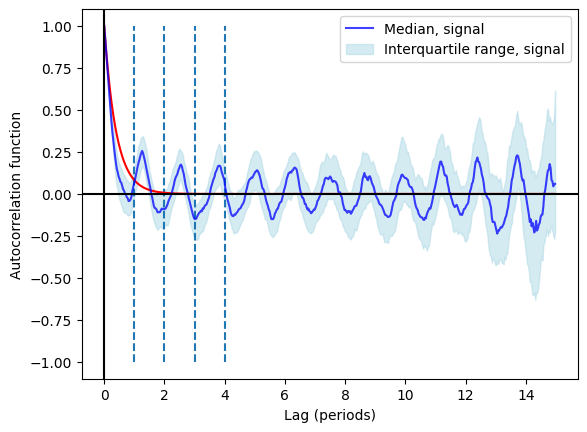 1.00
0.75
0.50
0.25
0.00
−0.25
−0.50
−0.75
−1.00
Autocorrelation function
Median, signal
Interquartile range, signal
0 2 4 6 8 10 12 14
Lag (periods)